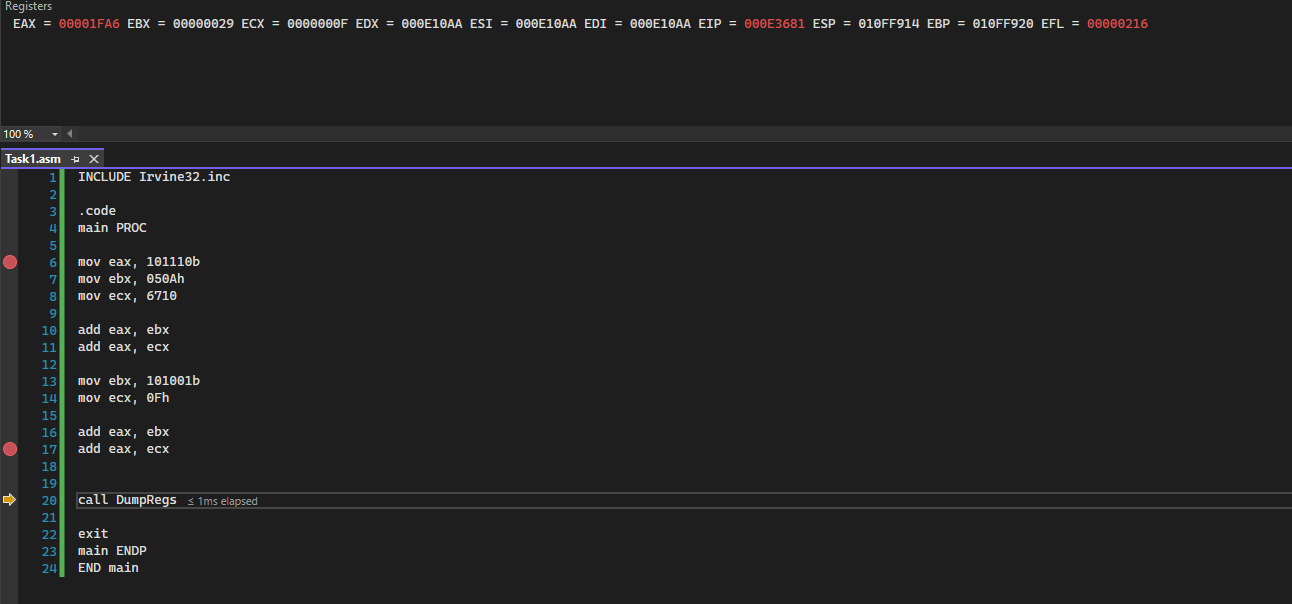 Registers
EAX = 00001FA6 EBX = 00000029 ECX = 0000000F EDX = 000E10AA ESI = 000E10AA EDI = 000E10AA EIP = 000E3681 ESP = 010FF914 EBP = 010FF920 EFL = 00000216
100 %
Task1.asm
1 INCLUDE Irvine32.inc
2
3 .code
4 main PROC
5
6 mov eax, 101110b
7 mov ebx, 050Ah
8 mov ecx, 6710
9
10 add eax, ebx
11 add eax, ecx
12
13 mov ebx, 101001b
14 mov ecx, 0Fh
15
16 add eax, ebx
17 add eax, ecx
18
19
20 call DumpRegs ≤ 1ms elapsed
21
22 exit
23 main ENDP
24 END main